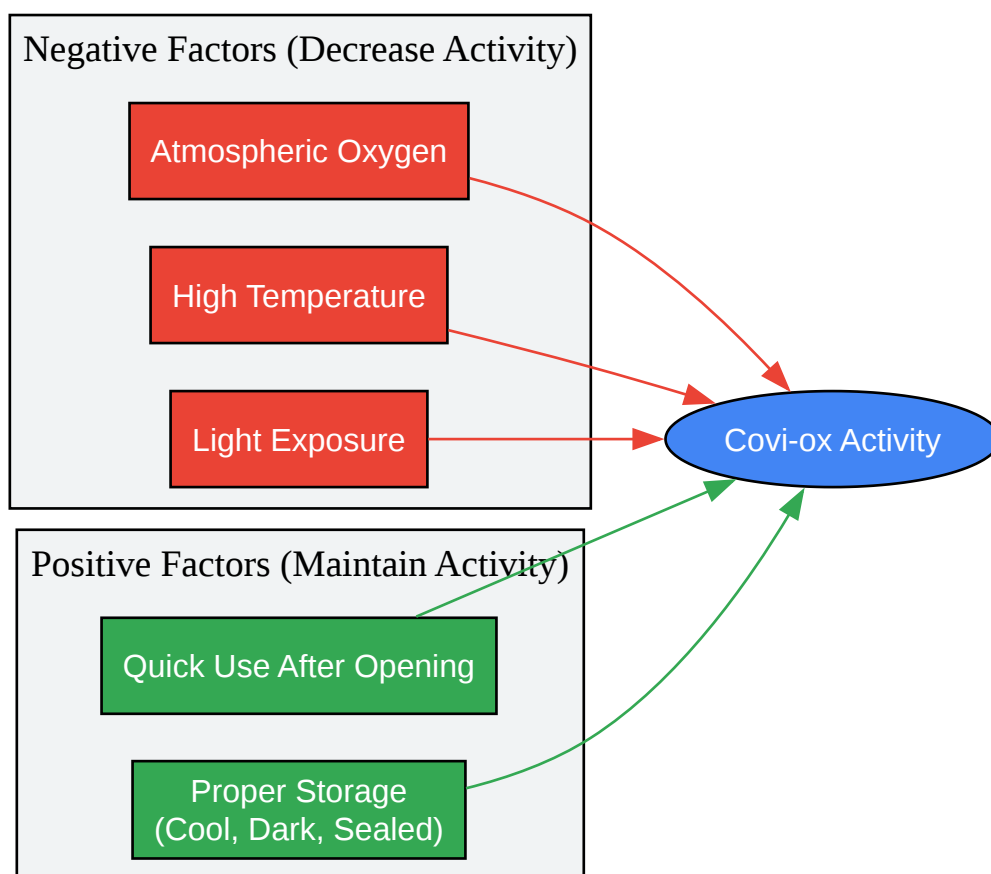 Negative Factors (Decrease Activity)
Atmospheric Oxygen
High Temperature
Light Exposure
Covi-ox Activity
Positive Factors (Maintain Activity)
Quick Use After Opening
Proper Storage
(Cool, Dark, Sealed)